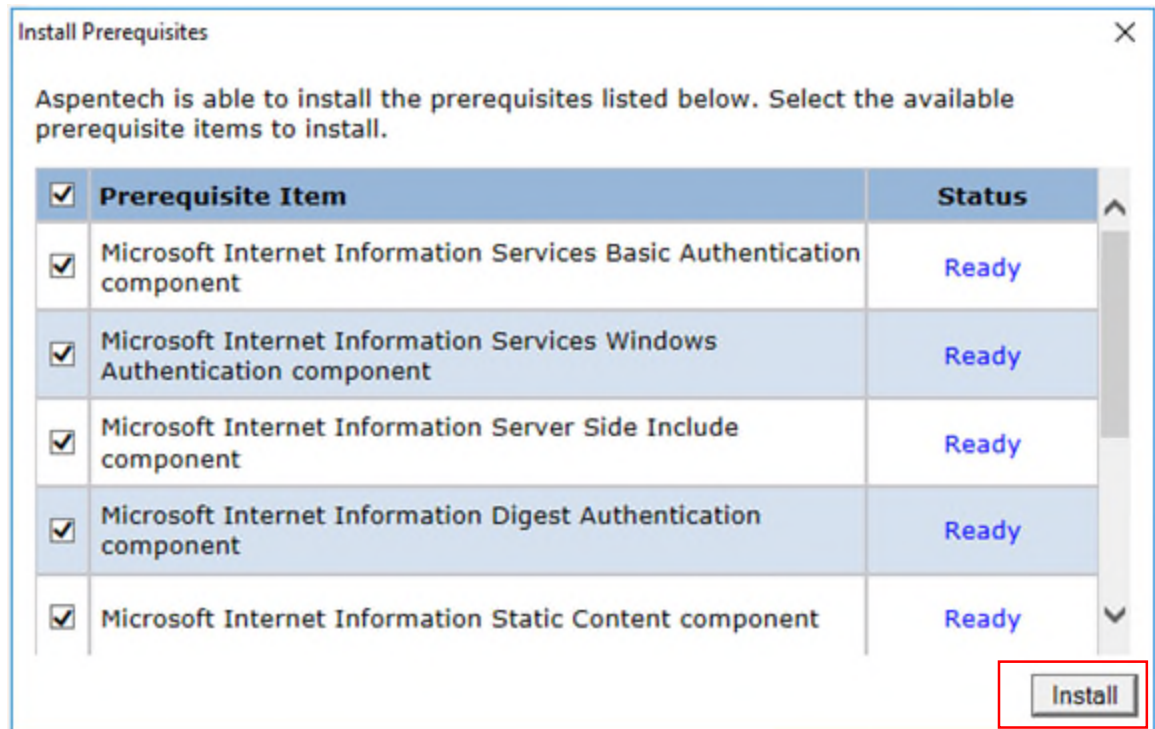 Install Prerequisites
Aspentech is able to install the prerequisites listed below. Select the available
prerequisite items to install.
Prerequisite Item Status
Microsoft Internet Information Services Basic Authentication
component
Ready
Microsoft Internet Information Services Windows
Authentication component
Ready
Microsoft Internet Information Server Side Include
component
Ready
Microsoft Internet Information Digest Authentication
component
Ready
Microsoft Internet Information Static Content component Ready
Install